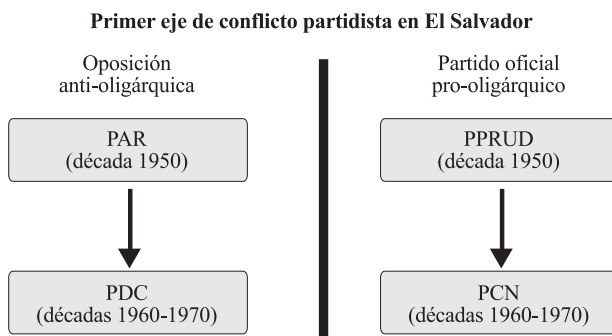 Primer eje de conflicto partidista en El Salvador
Oposición
anti-oligárquica
PAR
(década 1950)
PDC
(décadas 1960-1970)
Partido oficial
pro-oligárquico
PPRUD
(década 1950)
PCN
(décadas 1960-1970)